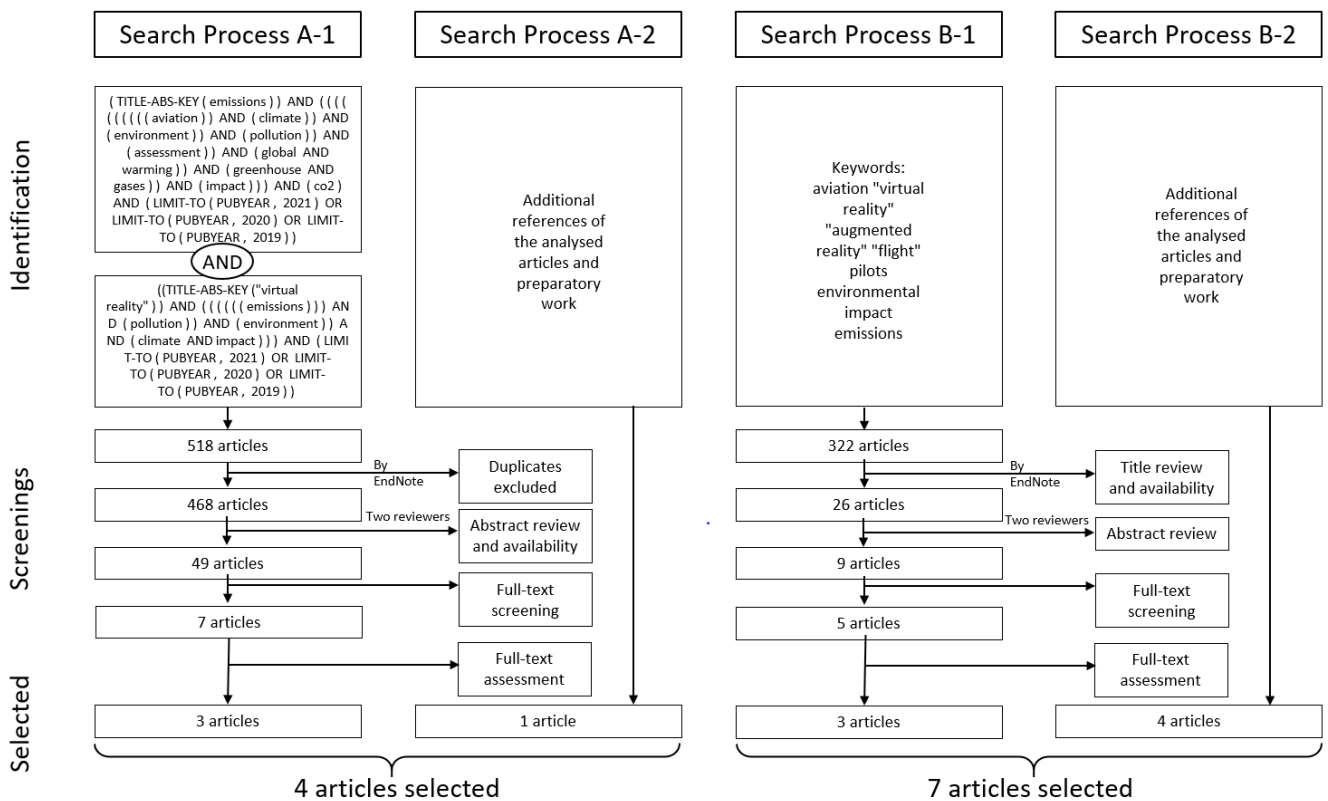 Search Process A-1
Search Process A-2
Search Process B-1
Search Process B-2
Identification
( TITLE-ABS-KEY ( emissions ) ) AND ( ( ( (
( ( ( ( ( ( aviation ) ) AND ( climate ) ) AND
( environment ) ) AND ( pollution ) ) AND
( assessment ) ) AND ( global AND
warming ) ) AND ( greenhouse AND
gases ) ) AND ( impact ) ) ) AND ( co2 )
AND ( LIMIT-TO ( PUBYEAR , 2021 ) OR
LIMIT-TO ( PUBYEAR , 2020 ) OR LIMIT-
TO ( PUBYEAR , 2019 ) )
AND
((TITLE-ABS-KEY ("virtual
reality" ) ) AND ( ( ( ( ( ( emissions ) ) ) AN
D ( pollution ) ) AND ( environment ) ) A
ND ( climate AND impact ) ) ) AND ( LIMI
T-TO ( PUBYEAR , 2021 ) OR LIMIT-
TO ( PUBYEAR , 2020 ) OR LIMIT-
TO ( PUBYEAR , 2019 ) )
Additional
references of
the analysed
articles and
preparatory
work
Keywords:
aviation "virtual
reality"
"augmented
reality" "flight"
pilots
environmental
impact
emissions
Additional
references of
the analysed
articles and
preparatory
work
Screenings
518 articles
By
EndNote
Duplicates
excluded
468 articles
Two reviewers
Abstract review
and availability
49 articles
Full-text
screening
7 articles
Full-text
assessment
322 articles
By
EndNote
Title review
and availability
26 articles
Two reviewers
Abstract review
9 articles
Full-text
screening
5 articles
Full-text
assessment
Selected
3 articles
1 article
3 articles
4 articles
4 articles selected
7 articles selected